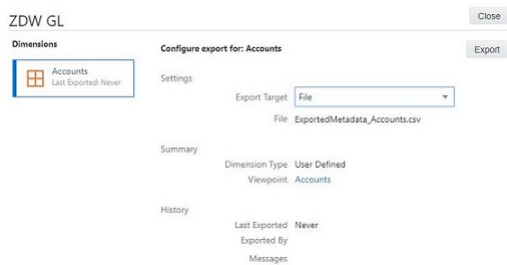 ZDW GL
Close
Dimensions
Accounts
Last Exported: Never
Configure export for: Accounts
Export
Settings
Export Target File
File ExportedMetadata_Accounts.csv
Summary
Dimension Type User Defined
Viewpoint Accounts
History
Last Exported Never
Exported By
Messages